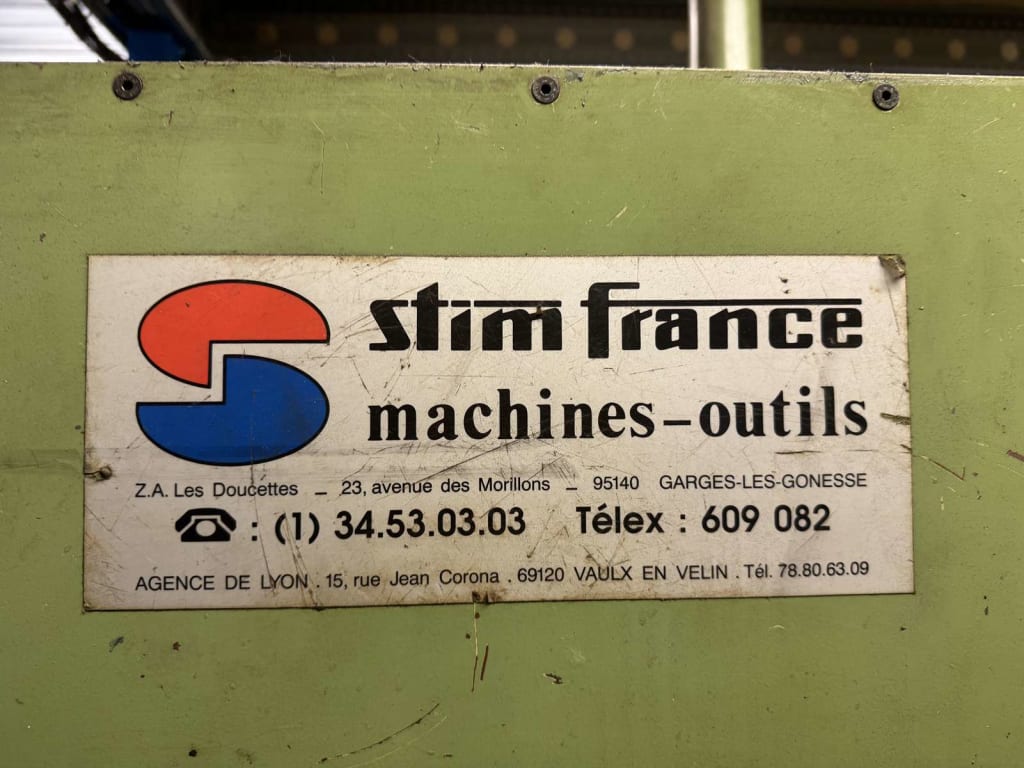 stim france
machines-outils
Z.A. Les Doucettes _ 23, avenue des Morillons _ 95140 GARGES-LES-GONESSE
☎ : (1) 34.53.03.03 Télex : 609 082
AGENCE DE LYON . 15, rue Jean Corona . 69120 VAULX EN VELIN . Tél. 78.80.63.09